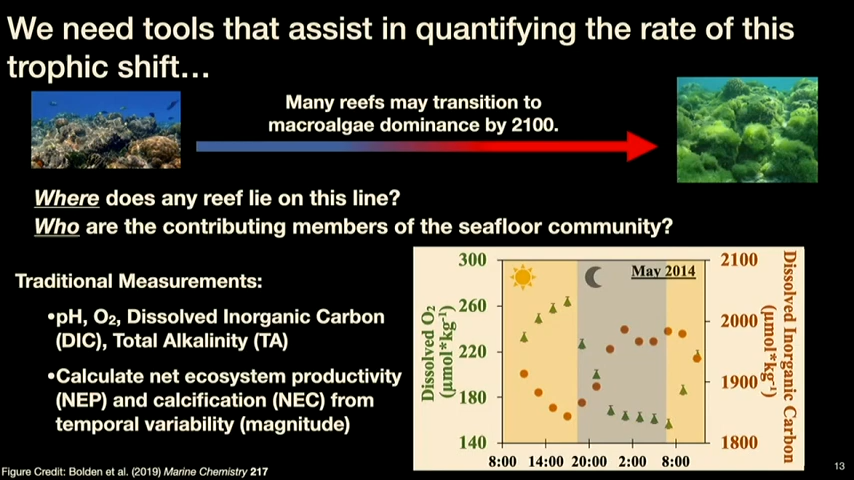 We need tools that assist in quantifying the rate of this
trophic shift...
Many reefs may transition to
macroalgae dominance by 2100.
Where does any reef lie on this line?
Who are the contributing members of the seafloor community?
Traditional Measurements:
•pH, O₂, Dissolved Inorganic Carbon
(DIC), Total Alkalinity (TA)
•Calculate net ecosystem productivity
(NEP) and calcification (NEC) from
temporal variability (magnitude)
May 2014
Dissolved O₂
(μmol*kg⁻¹)
300
260
220
180
140
8:00 14:00 20:00 2:00 8:00
2100
2000
1900
1800
Dissolved Inorganic Carbon
(μmol*kg⁻¹)
Figure Credit: Bolden et al. (2019) Marine Chemistry 217
13